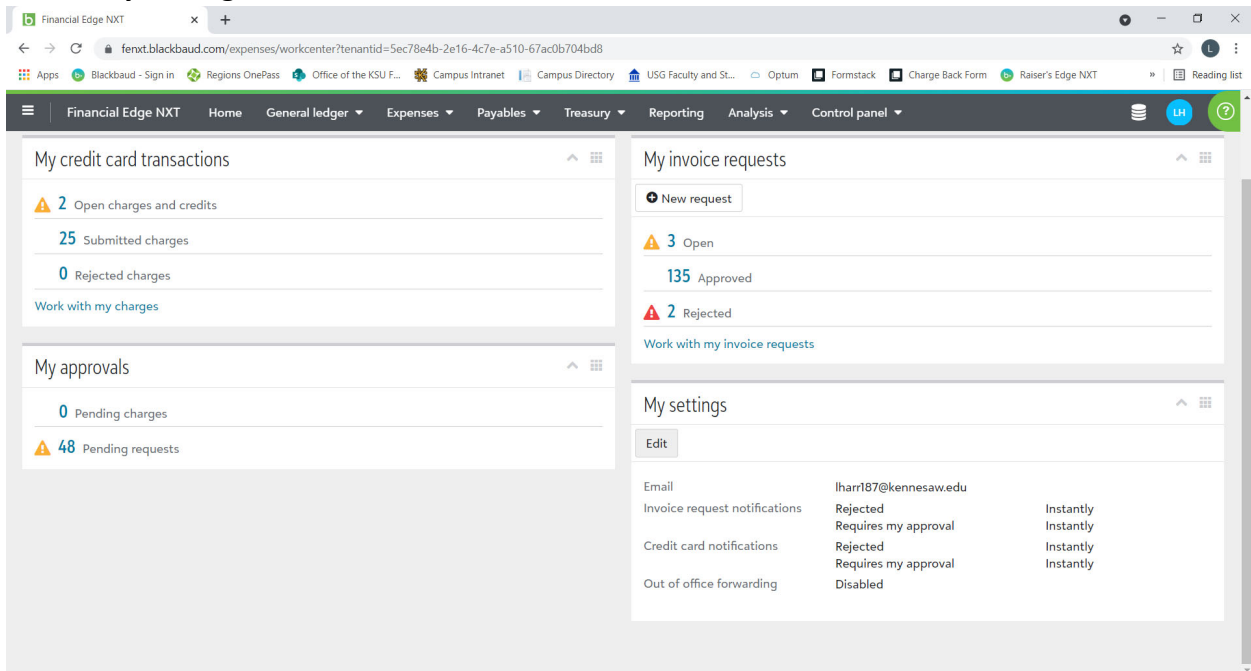 Financial Edge NXT
fenxt.blackbaud.com/expenses/workcenter?tenantid=5ec78e4b-2e16-4c7e-a510-67ac0b704bd8
Apps Blackbaud - Sign in Regions OnePass Office of the KSU F... Campus Intranet Campus Directory USG Faculty and St... Optum Formstack Charge Back Form Raiser's Edge NXT » Reading list
Financial Edge NXT Home General ledger Expenses Payables Treasury Reporting Analysis Control panel LH ?
My credit card transactions
2 Open charges and credits
25 Submitted charges
0 Rejected charges
Work with my charges
My approvals
0 Pending charges
48 Pending requests
My invoice requests
New request
3 Open
135 Approved
2 Rejected
Work with my invoice requests
My settings
Edit
Email lharr187@kennesaw.edu
Invoice request notifications Rejected Instantly
Requires my approval Instantly
Credit card notifications Rejected Instantly
Requires my approval Instantly
Out of office forwarding Disabled